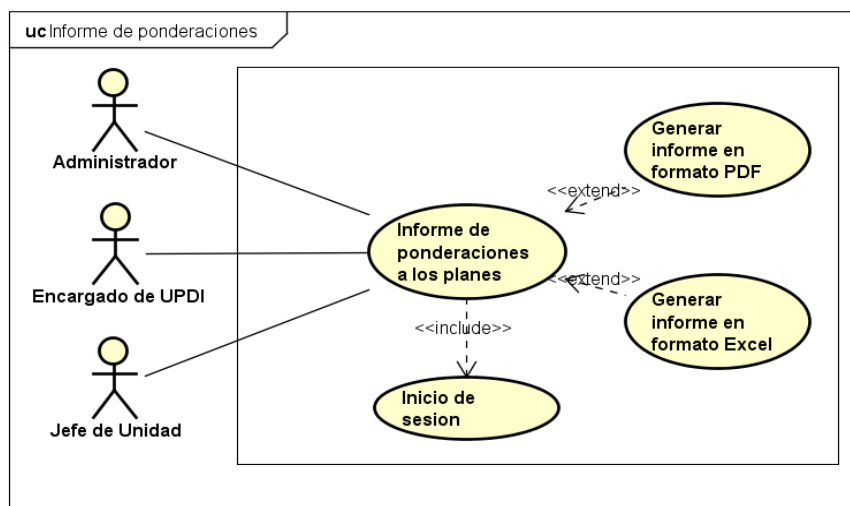 uc Informe de ponderaciones
Administrador
Encargado de UPDI
Jefe de Unidad
Informe de
ponderaciones
a los planes
<<include>>
Inicio de
sesion
<<extend>>
Generar
informe en
formato PDF
<<extend>>
Generar
informe en
formato Excel